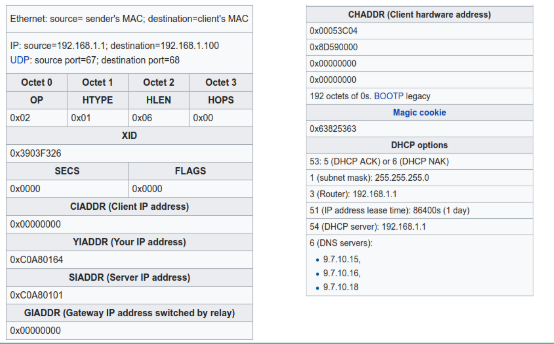 Ethernet: source= sender's MAC; destination=client's MAC
IP: source=192.168.1.1; destination=192.168.1.100
UDP: source port=67; destination port=68
Octet 0 Octet 1 Octet 2 Octet 3
OP HTYPE HLEN HOPS
0x02 0x01 0x06 0x00
XID
0x3903F326
SECS FLAGS
0x0000 0x0000
CIADDR (Client IP address)
0x00000000
YIADDR (Your IP address)
0xC0A80164
SIADDR (Server IP address)
0xC0A80101
GIADDR (Gateway IP address switched by relay)
0x00000000
CHADDR (Client hardware address)
0x00053C04
0x8D590000
0x00000000
0x00000000
192 octets of 0s. BOOTP legacy
Magic cookie
0x63825363
DHCP options
53: 5 (DHCP ACK) or 6 (DHCP NAK)
1 (subnet mask): 255.255.255.0
3 (Router): 192.168.1.1
51 (IP address lease time): 86400s (1 day)
54 (DHCP server): 192.168.1.1
6 (DNS servers):
• 9.7.10.15,
• 9.7.10.16,
• 9.7.10.18